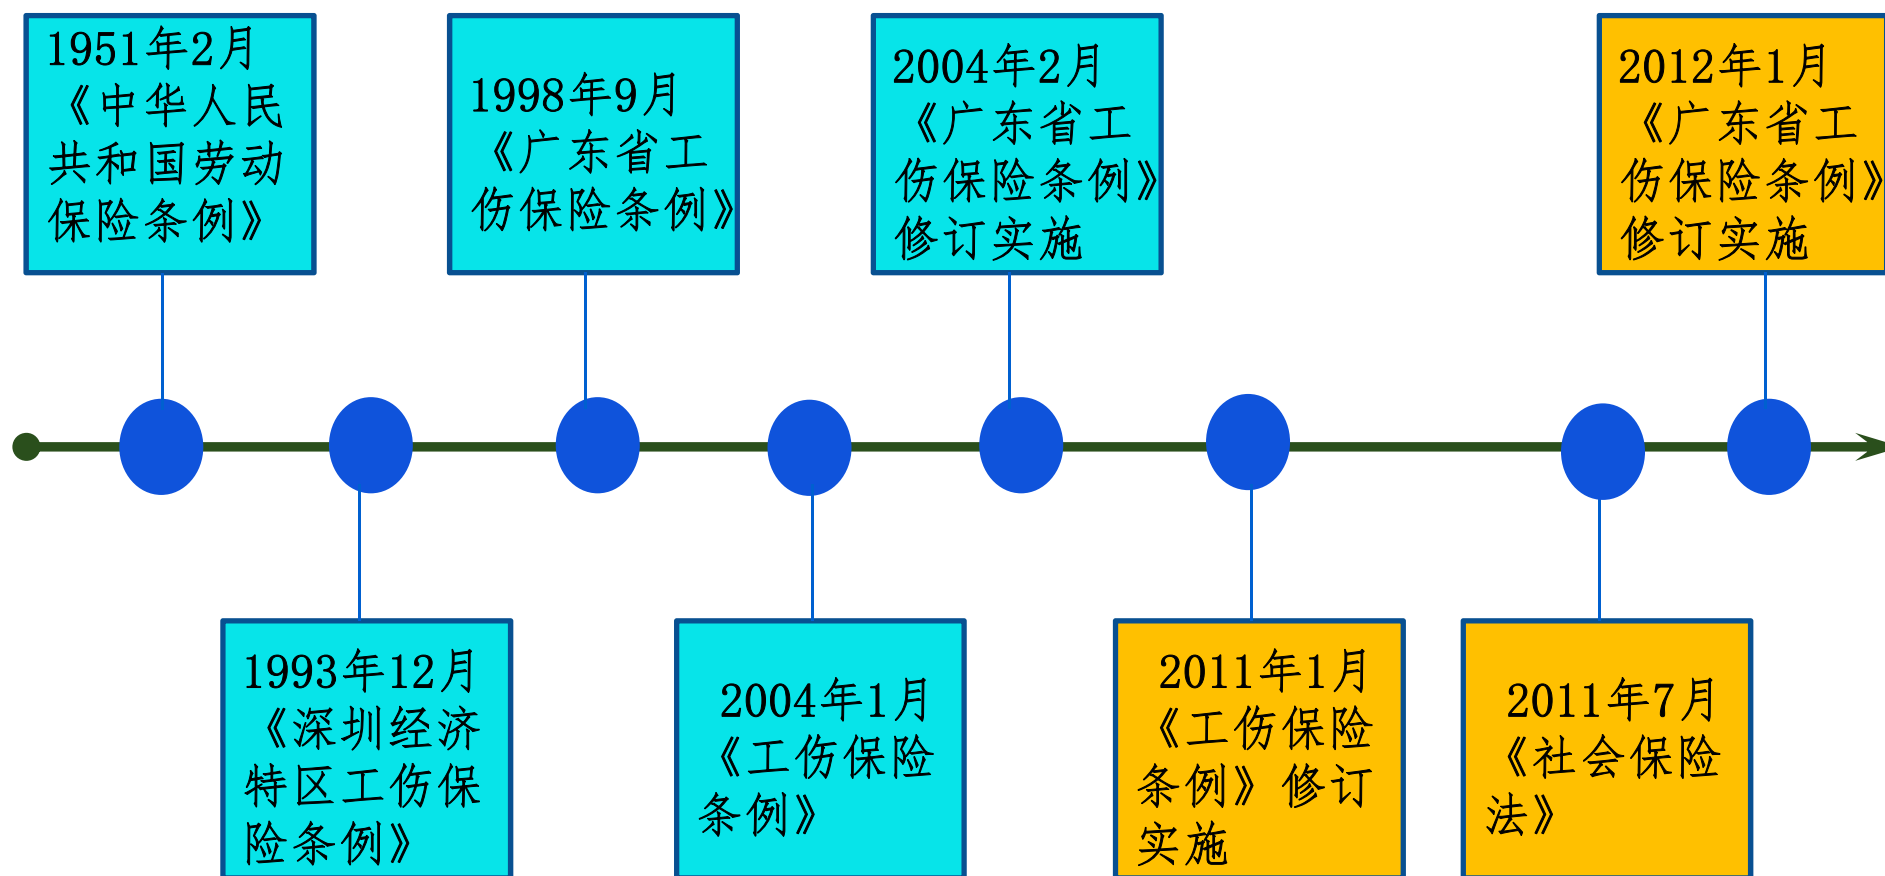 1951年2月
《中华人民
共和国劳动
保险条例》
1998年9月
《广东省工
伤保险条例》
2004年2月
《广东省工
伤保险条例》
修订实施
2012年1月
《广东省工
伤保险条例》
修订实施
1993年12月
《深圳经济
特区工伤保
险条例》
2004年1月
《工伤保险
条例》
2011年1月
《工伤保险
条例》修订
实施
2011年7月
《社会保险
法》